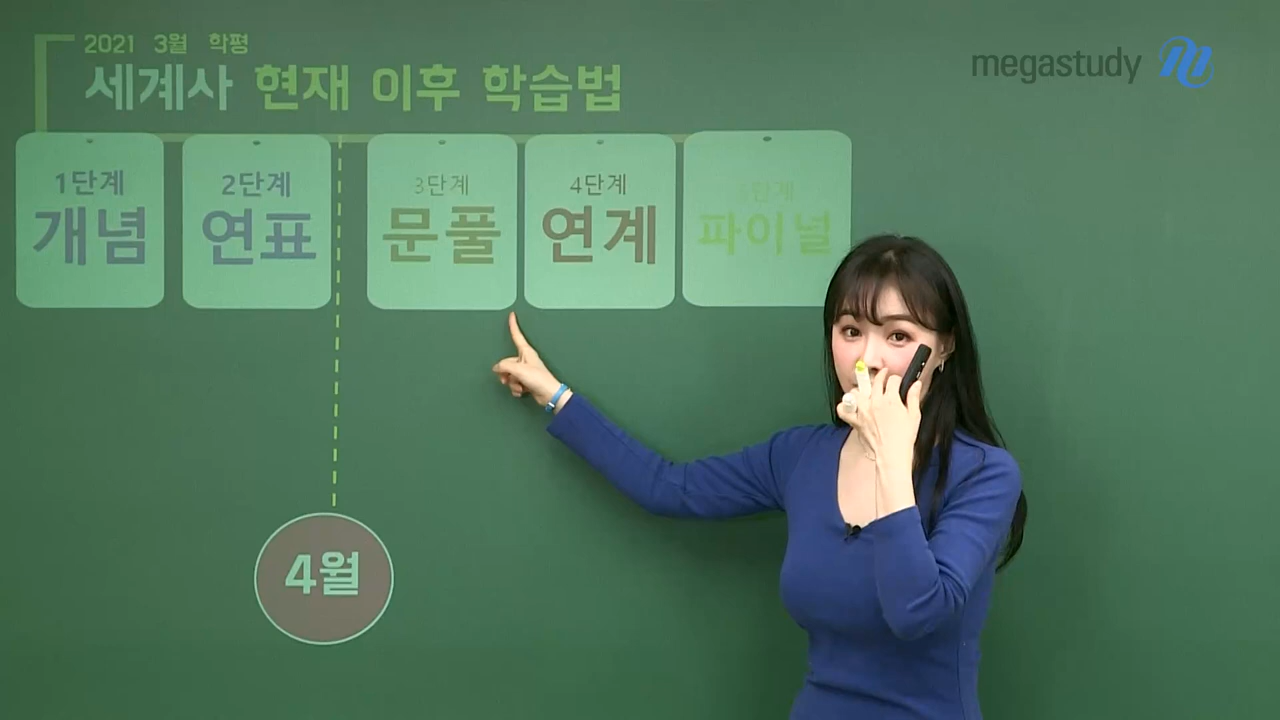 2021 3월 학평
세계사 현재 이후 학습법
megastudy
1단계
개념
2단계
연표
3단계
문풀
4단계
연계
단계
파이널
4월